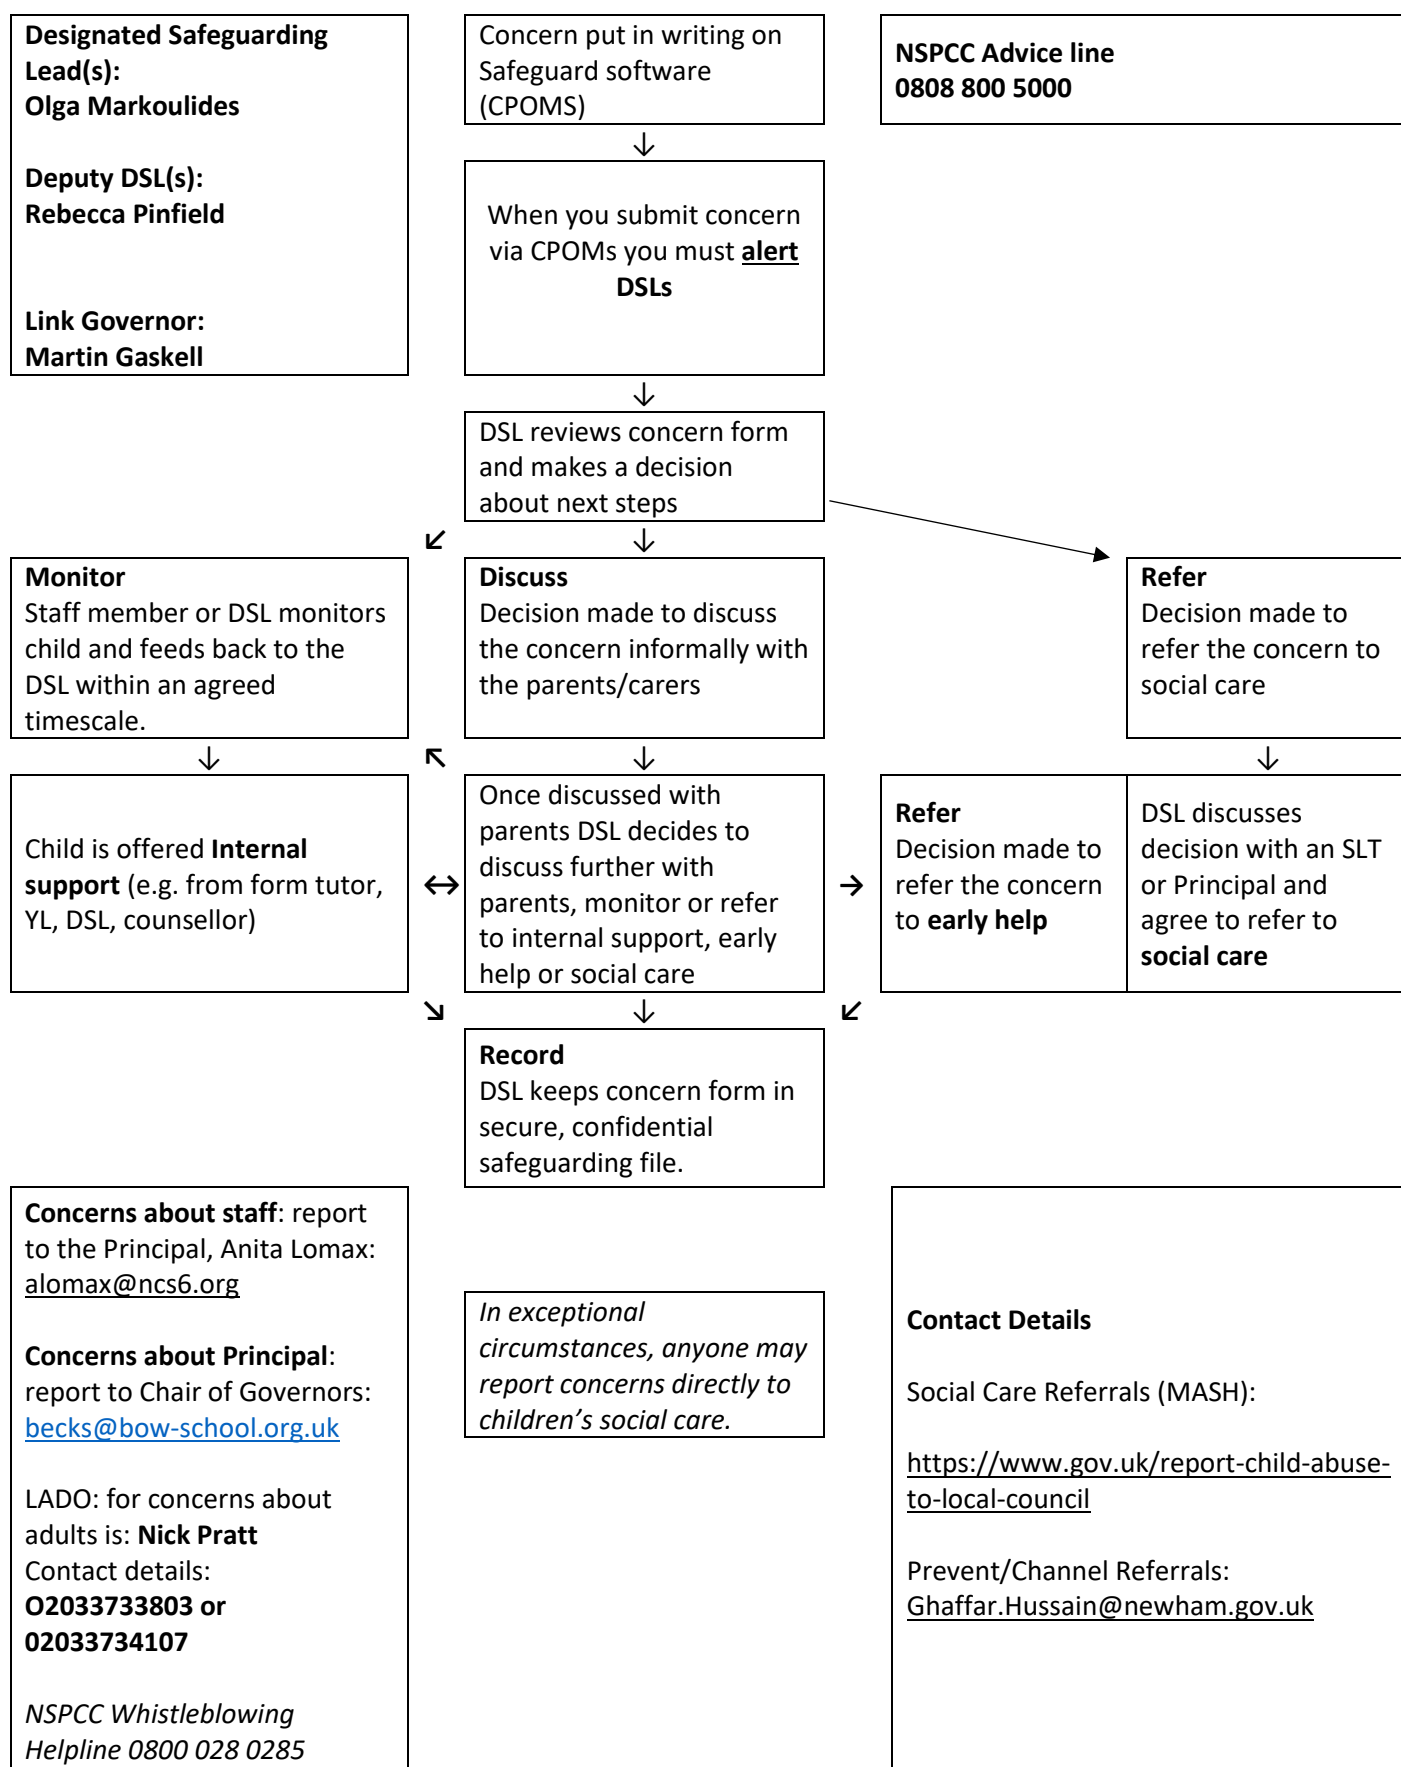 Designated Safeguarding
Lead(s):
Olga Markoulides
Deputy DSL(s):
Rebecca Pinfield
Link Governor:
Martin Gaskell
Concern put in writing on
Safeguard software
(CPOMS)
NSPCC Advice line
0808 800 5000
↓
When you submit concern
via CPOMs you must alert
DSLs
↓
DSL reviews concern form
and makes a decision
about next steps
↙ ↓
Monitor
Staff member or DSL monitors
child and feeds back to the
DSL within an agreed
timescale.
Discuss
Decision made to discuss
the concern informally with
the parents/carers
Refer
Decision made to
refer the concern to
social care
↓ ↖ ↓ ↓
Child is offered Internal
support (e.g. from form tutor,
YL, DSL, counsellor)
↔
Once discussed with
parents DSL decides to
discuss further with
parents, monitor or refer
to internal support, early
help or social care
→
Refer
Decision made to
refer the concern
to early help
DSL discusses
decision with an SLT
or Principal and
agree to refer to
social care
↘ ↓ ↙
Record
DSL keeps concern form in
secure, confidential
safeguarding file.
Concerns about staff: report
to the Principal, Anita Lomax:
alomax@ncs6.org
Concerns about Principal:
report to Chair of Governors:
becks@bow-school.org.uk
LADO: for concerns about
adults is: Nick Pratt
Contact details:
O2033733803 or
02033734107
NSPCC Whistleblowing
Helpline 0800 028 0285
In exceptional
circumstances, anyone may
report concerns directly to
children’s social care.
Contact Details
Social Care Referrals (MASH):
https://www.gov.uk/report-child-abuse-
to-local-council
Prevent/Channel Referrals:
Ghaffar.Hussain@newham.gov.uk